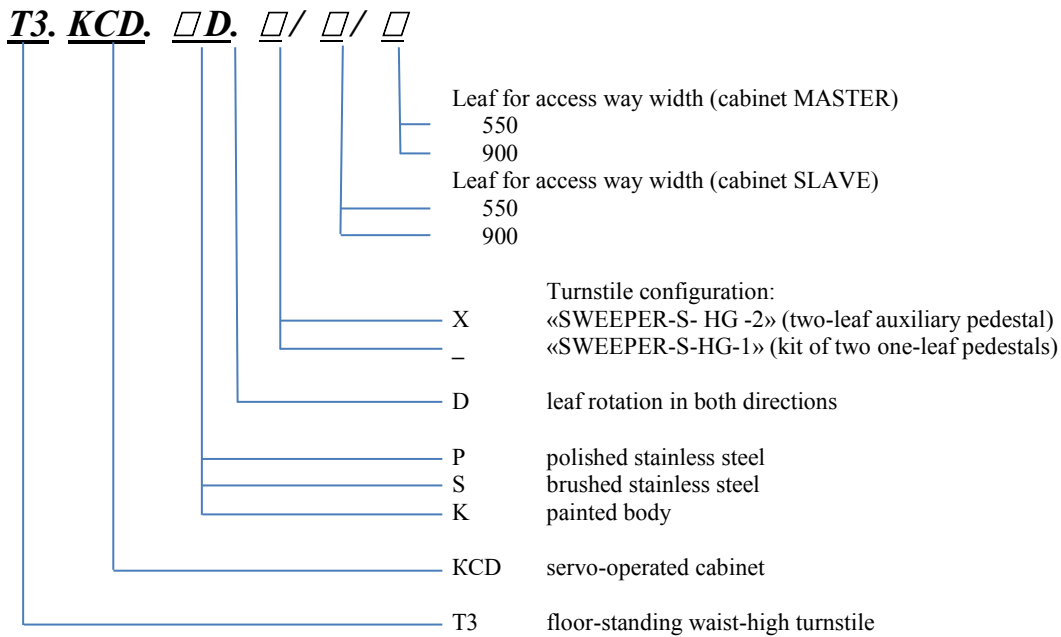 T3. KCD. □D. □/ □/ □
Leaf for access way width (cabinet MASTER)
550
900
Leaf for access way width (cabinet SLAVE)
550
900
Turnstile configuration:
X «SWEEPER-S- HG -2» (two-leaf auxiliary pedestal)
_ «SWEEPER-S-HG-1» (kit of two one-leaf pedestals)
D leaf rotation in both directions
P polished stainless steel
S brushed stainless steel
K painted body
KCD servo-operated cabinet
T3 floor-standing waist-high turnstile